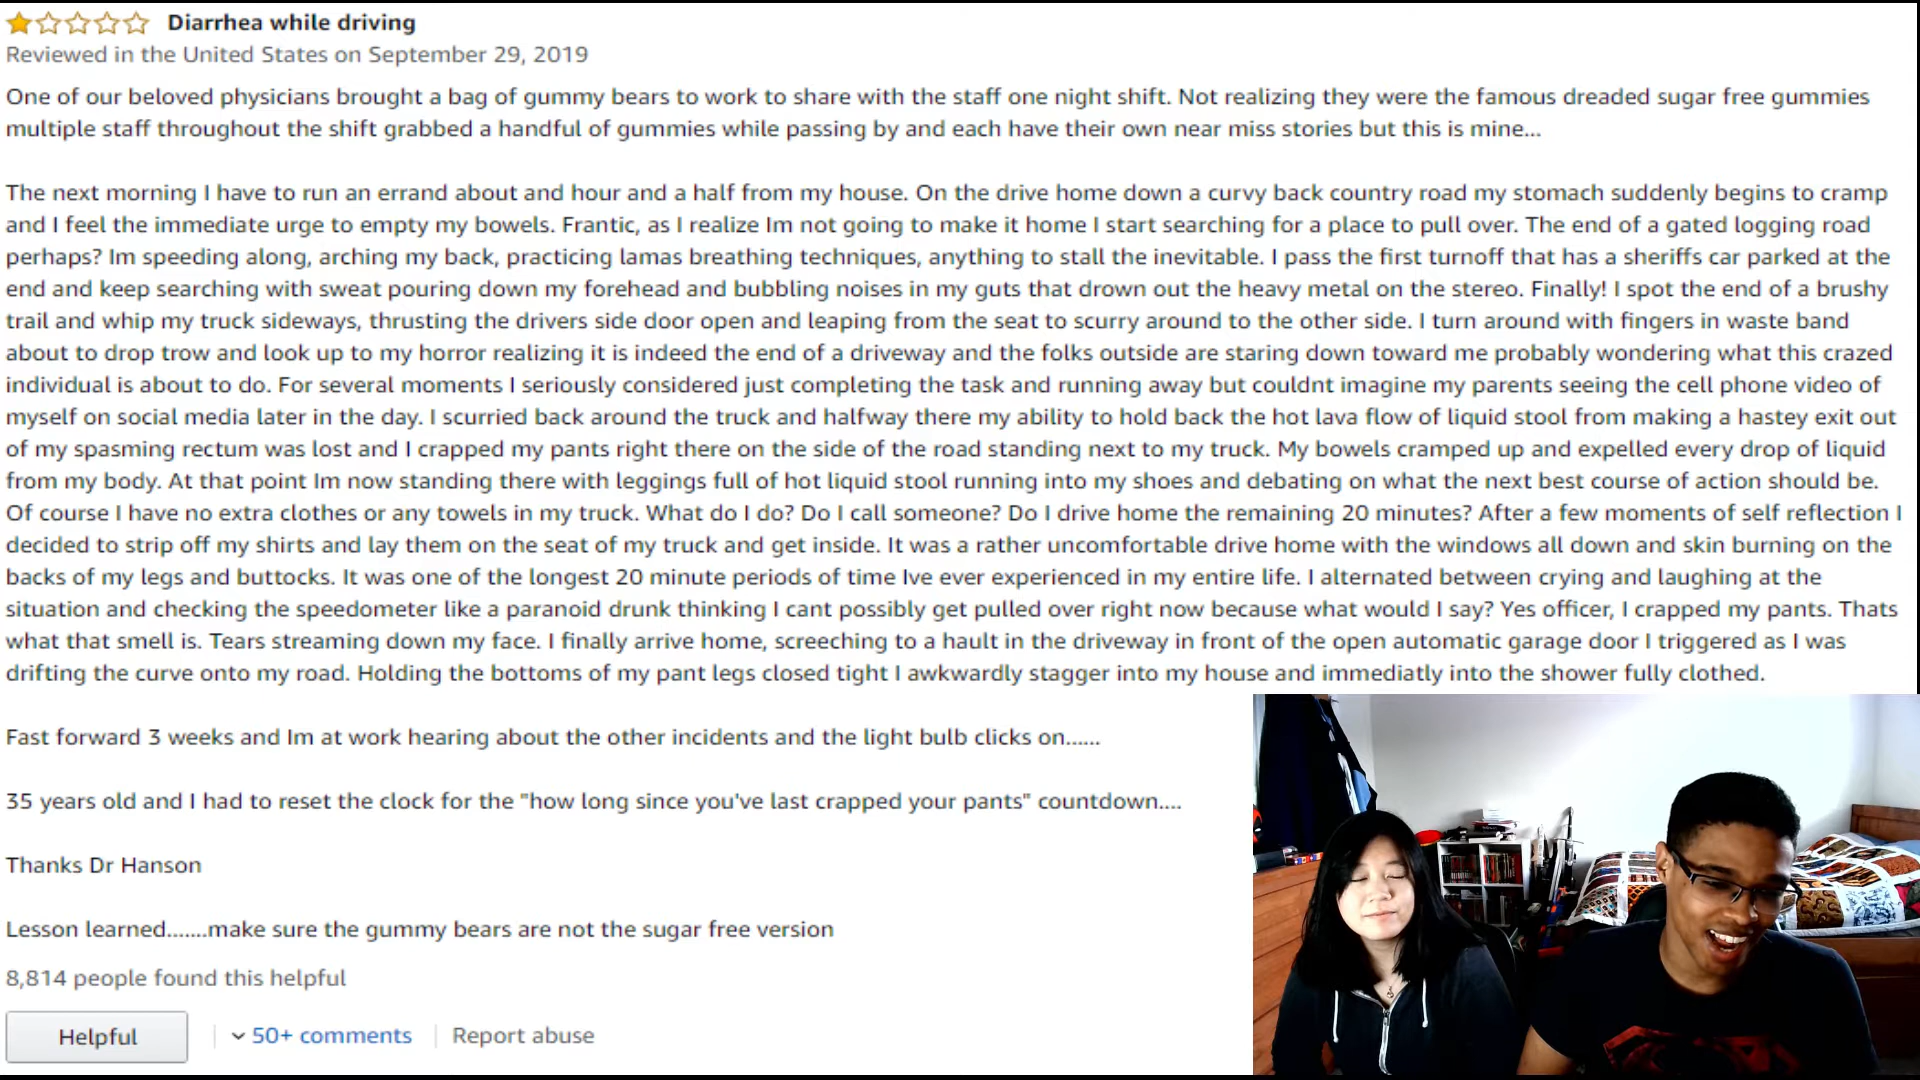 Diarrhea while driving
Reviewed in the United States on September 29, 2019
One of our beloved physicians brought a bag of gummy bears to work to share with the staff one night shift. Not realizing they were the famous dreaded sugar free gummies
multiple staff throughout the shift grabbed a handful of gummies while passing by and each have their own near miss stories but this is mine...
The next morning I have to run an errand about and hour and a half from my house. On the drive home down a curvy back country road my stomach suddenly begins to cramp
and I feel the immediate urge to empty my bowels. Frantic, as I realize Im not going to make it home I start searching for a place to pull over. The end of a gated logging road
perhaps? Im speeding along, arching my back, practicing lamas breathing techniques, anything to stall the inevitable. I pass the first turnoff that has a sheriffs car parked at the
end and keep searching with sweat pouring down my forehead and bubbling noises in my guts that drown out the heavy metal on the stereo. Finally! I spot the end of a brushy
trail and whip my truck sideways, thrusting the drivers side door open and leaping from the seat to scurry around to the other side. I turn around with fingers in waste band
about to drop trow and look up to my horror realizing it is indeed the end of a driveway and the folks outside are staring down toward me probably wondering what this crazed
individual is about to do. For several moments I seriously considered just completing the task and running away but couldnt imagine my parents seeing the cell phone video of
myself on social media later in the day. I scurried back around the truck and halfway there my ability to hold back the hot lava flow of liquid stool from making a hastey exit out
of my spasming rectum was lost and I crapped my pants right there on the side of the road standing next to my truck. My bowels cramped up and expelled every drop of liquid
from my body. At that point Im now standing there with leggings full of hot liquid stool running into my shoes and debating on what the next best course of action should be.
Of course I have no extra clothes or any towels in my truck. What do I do? Do I call someone? Do I drive home the remaining 20 minutes? After a few moments of self reflection I
decided to strip off my shirts and lay them on the seat of my truck and get inside. It was a rather uncomfortable drive home with the windows all down and skin burning on the
backs of my legs and buttocks. It was one of the longest 20 minute periods of time Ive ever experienced in my entire life. I alternated between crying and laughing at the
situation and checking the speedometer like a paranoid drunk thinking I cant possibly get pulled over right now because what would I say? Yes officer, I crapped my pants. Thats
what that smell is. Tears streaming down my face. I finally arrive home, screeching to a hault in the driveway in front of the open automatic garage door I triggered as I was
drifting the curve onto my road. Holding the bottoms of my pant legs closed tight I awkwardly stagger into my house and immediatly into the shower fully clothed.
Fast forward 3 weeks and Im at work hearing about the other incidents and the light bulb clicks on......
35 years old and I had to reset the clock for the "how long since you've last crapped your pants" countdown....
Thanks Dr Hanson
Lesson learned.......make sure the gummy bears are not the sugar free version
8,814 people found this helpful
Helpful
50+ comments
Report abuse